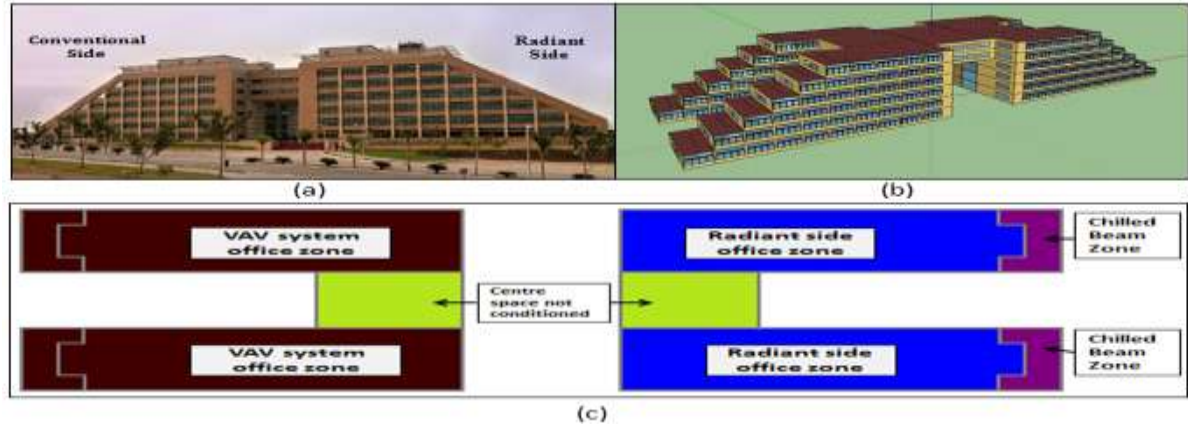 Conventional
Side
Radiant
Side
(a)
(b)
VAV system
office zone
Radiant side
office zone
Chilled
Beam
Zone
Centre
space not
conditioned
VAV system
office zone
Radiant side
office zone
Chilled
Beam
Zone
(c)